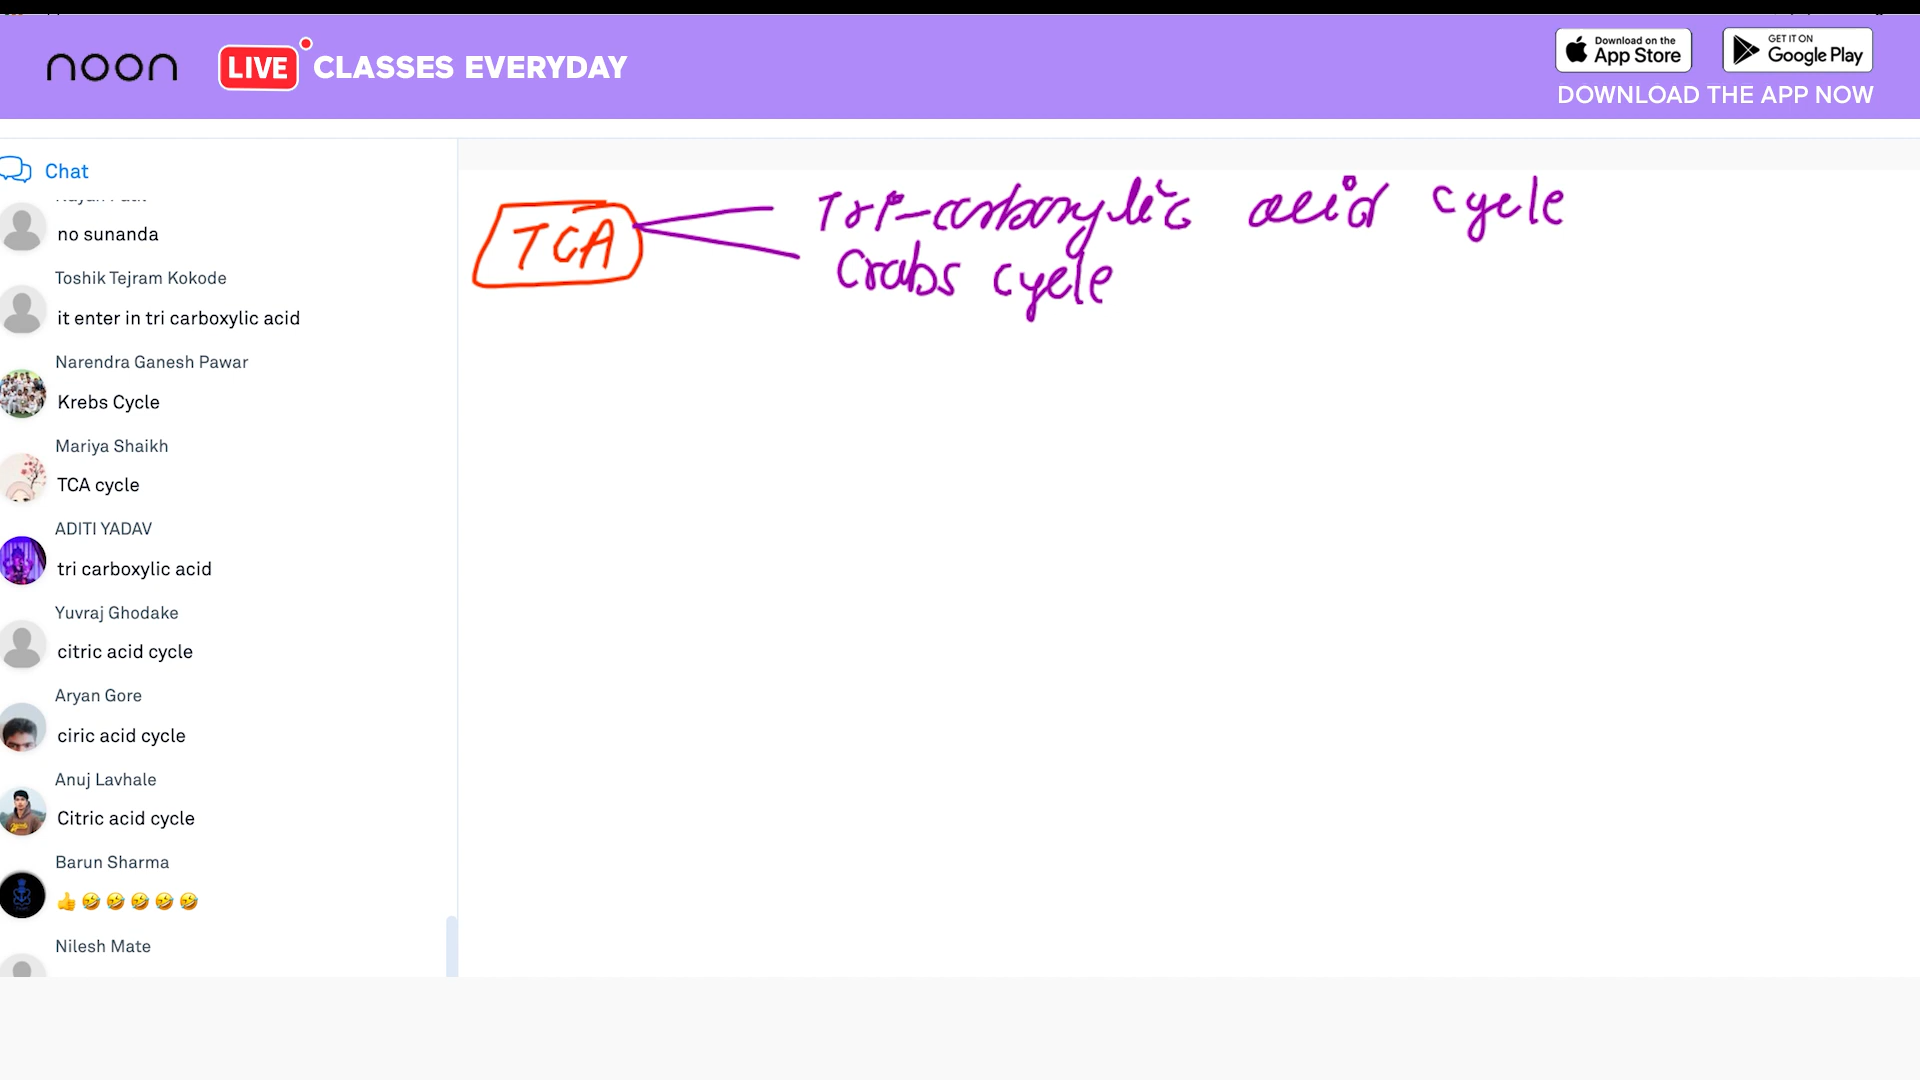 noon LIVE CLASSES EVERYDAY
Download on the App Store
GET IT ON Google Play
DOWNLOAD THE APP NOW
Chat
no sunanda
Toshik Tejram Kokode
it enter in tri carboxylic acid
Narendra Ganesh Pawar
Krebs Cycle
Mariya Shaikh
TCA cycle
ADITI YADAV
tri carboxylic acid
Yuvraj Ghodake
citric acid cycle
Aryan Gore
ciric acid cycle
Anuj Lavhale
Citric acid cycle
Barun Sharma
👍🤣🤣🤣🤣🤣
Nilesh Mate
TCA
Tri-carboxylic acid cycle
Crabs cycle